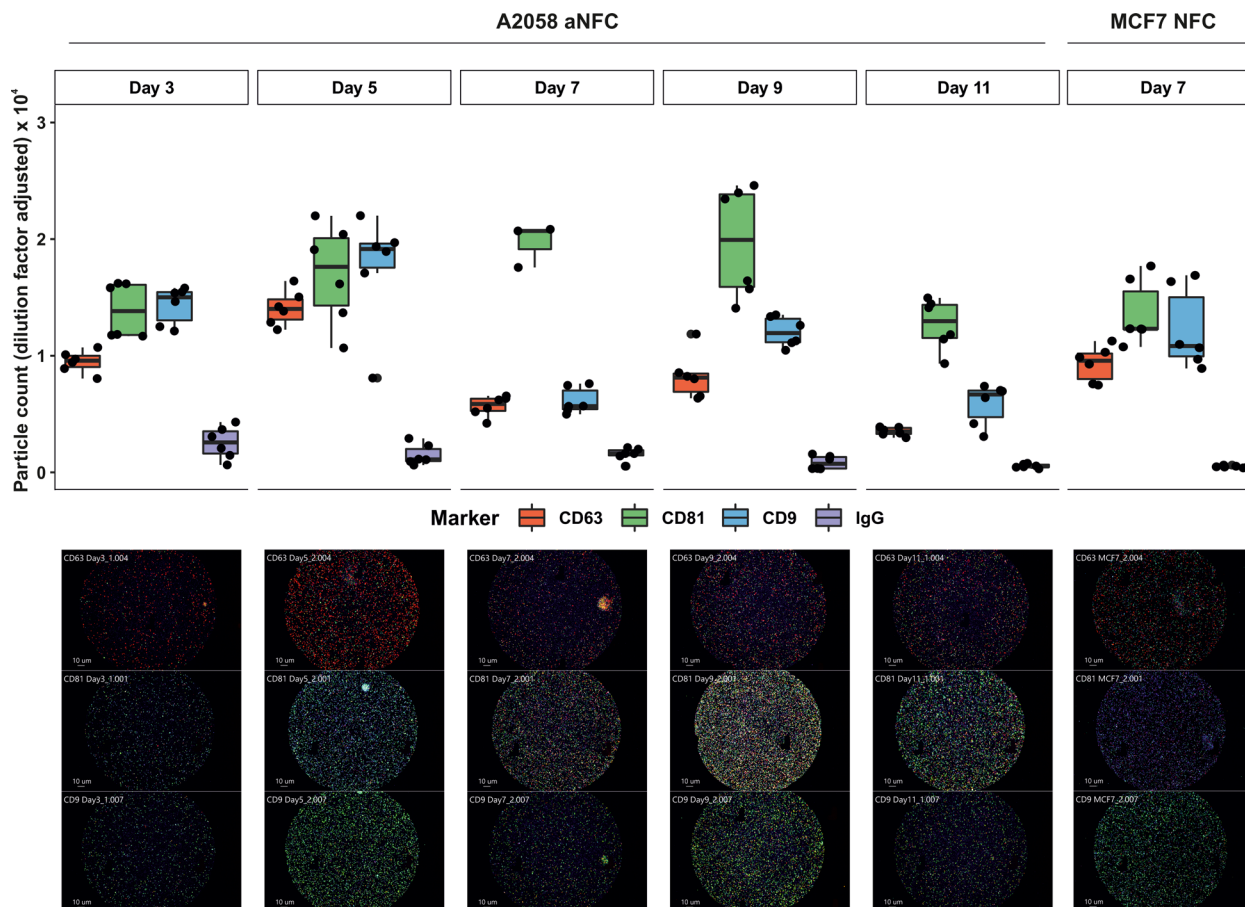 A2058 aNFC MCF7 NFC
Day 3 Day 5 Day 7 Day 9 Day 11 Day 7
Particle count (dilution factor adjusted) x 10⁴
3
2
1
0
Marker CD63 CD81 CD9 IgG
CD63 Day3_1.004 CD63 Day5_2.004 CD63 Day7_2.004 CD63 Day9_2.004 CD63 Day11_1.004 CD63 MCF7_2.004
10 um 10 um 10 um 10 um 10 um 10 um
CD81 Day3_1.001 CD81 Day5_2.001 CD81 Day7_2.001 CD81 Day9_2.001 CD81 Day11_1.001 CD81 MCF7_2.001
10 um 10 um 10 um 10 um 10 um 10 um
CD9 Day3_1.007 CD9 Day5_2.007 CD9 Day7_2.007 CD9 Day9_2.007 CD9 Day11_1.007 CD9 MCF7_2.007
10 um 10 um 10 um 10 um 10 um 10 um